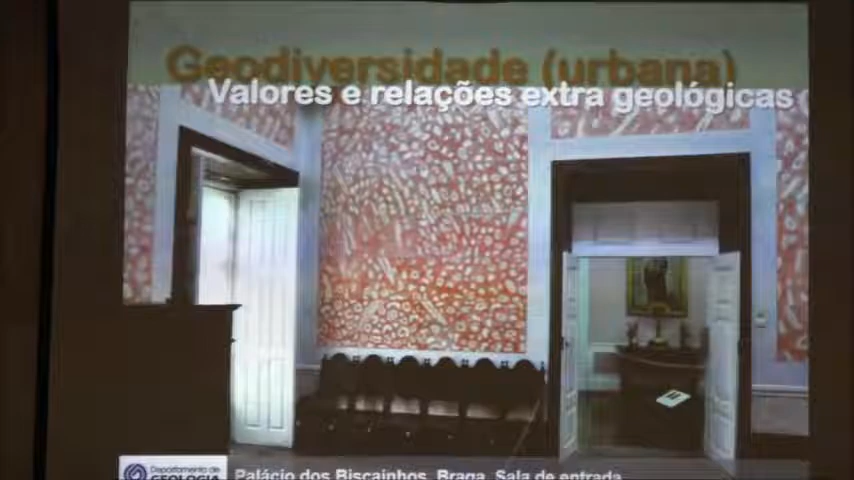 Geodiversidade (urbana)
Valores e relações extra geológicas
Departamento de
GEOLOGIA
Palácio dos Biscainhos, Braga. Sala de entrada